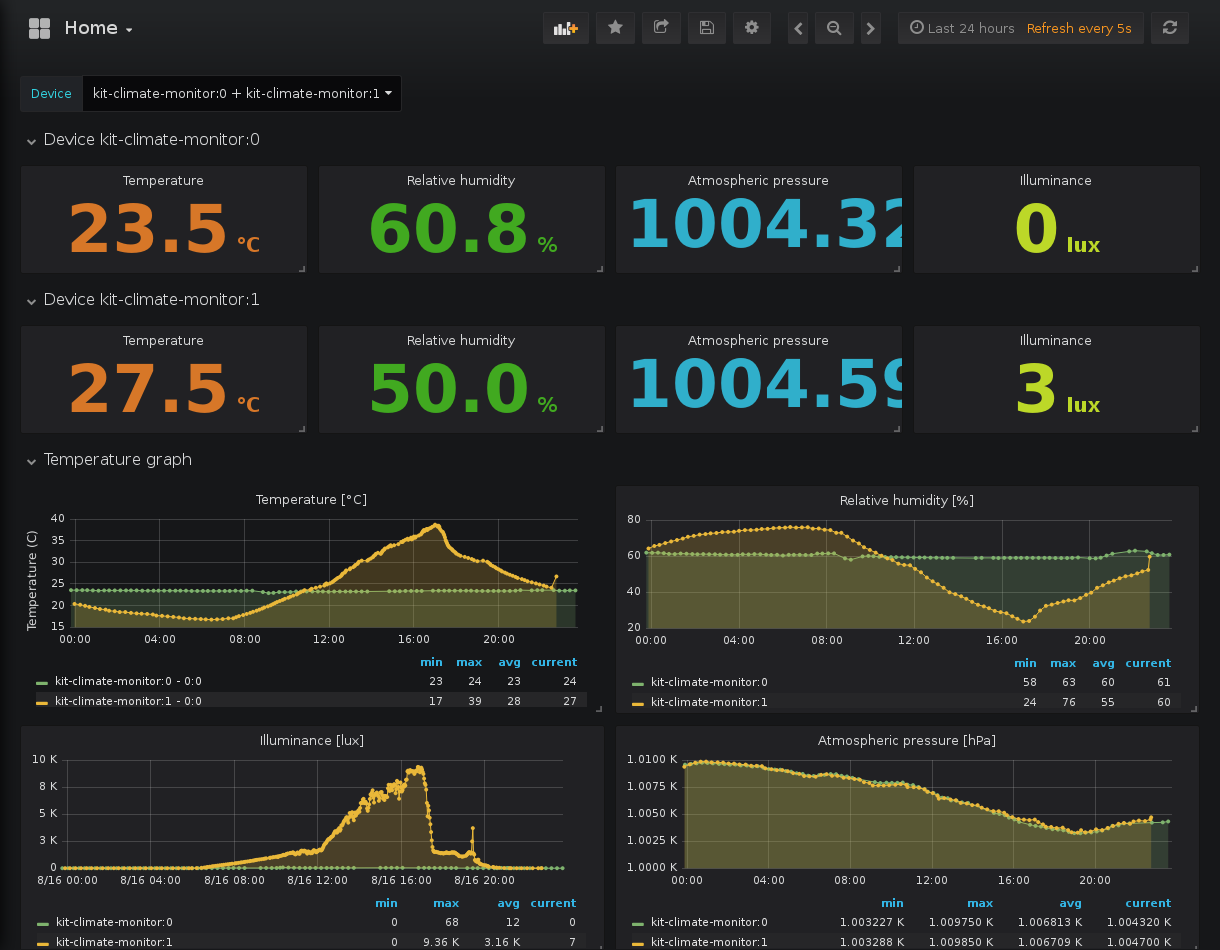 Home
Last 24 hours Refresh every 5s
Device kit-climate-monitor:0 + kit-climate-monitor:1
Device kit-climate-monitor:0
Temperature Relative humidity Atmospheric pressure Illuminance
23.5 °C 60.8 % 1004.32 0 lux
Device kit-climate-monitor:1
Temperature Relative humidity Atmospheric pressure Illuminance
27.5 °C 50.0 % 1004.59 3 lux
Temperature graph
Temperature [°C]
Temperature (C)
40
35
30
25
20
15
00:00 04:00 08:00 12:00 16:00 20:00
min max avg current
kit-climate-monitor:0 - 0:0 23 24 23 24
kit-climate-monitor:1 - 0:0 17 39 28 27
Relative humidity [%]
80
60
40
20
00:00 04:00 08:00 12:00 16:00 20:00
min max avg current
kit-climate-monitor:0 58 63 60 61
kit-climate-monitor:1 24 76 55 60
Illuminance [lux]
10 K
8 K
5 K
3 K
0
8/16 00:00 8/16 04:00 8/16 08:00 8/16 12:00 8/16 16:00 8/16 20:00
min max avg current
kit-climate-monitor:0 0 68 12 0
kit-climate-monitor:1 0 9.36 K 3.16 K 7
Atmospheric pressure [hPa]
1.0100 K
1.0075 K
1.0050 K
1.0025 K
1.0000 K
00:00 04:00 08:00 12:00 16:00 20:00
min max avg current
kit-climate-monitor:0 1.003227 K 1.009750 K 1.006813 K 1.004320 K
kit-climate-monitor:1 1.003288 K 1.009850 K 1.006709 K 1.004700 K